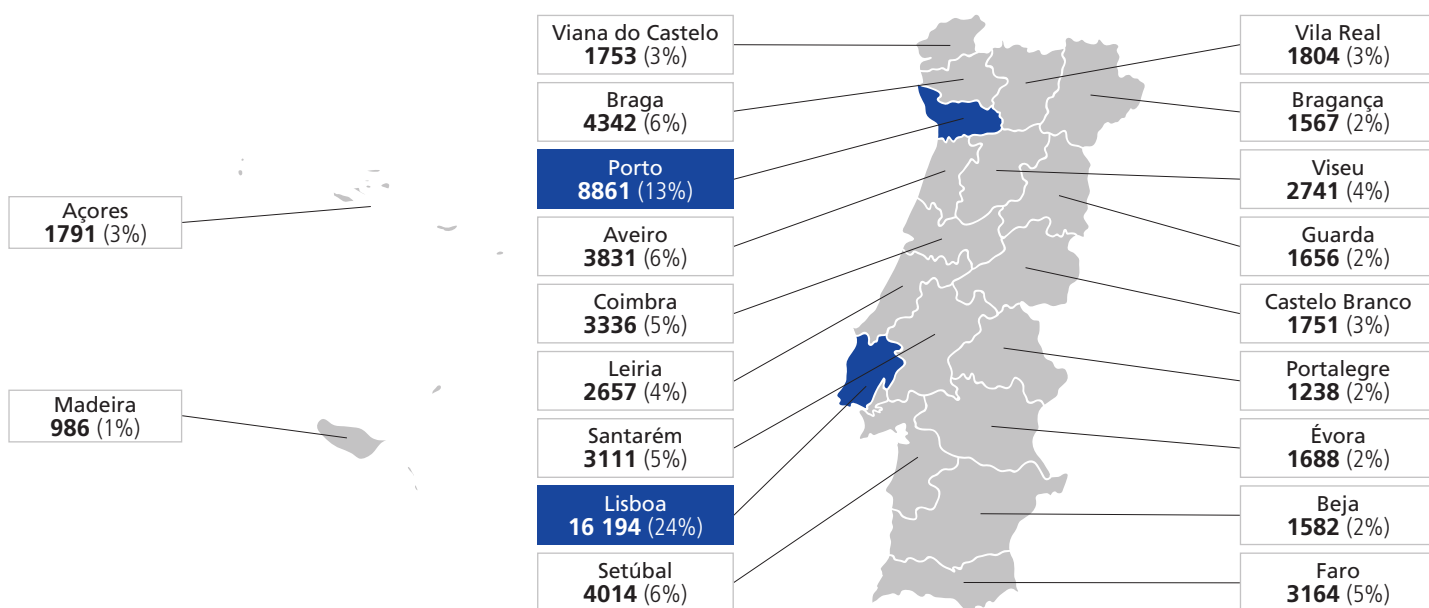 Açores
1791 (3%)
Madeira
986 (1%)
Viana do Castelo
1753 (3%)
Braga
4342 (6%)
Porto
8861 (13%)
Aveiro
3831 (6%)
Coimbra
3336 (5%)
Leiria
2657 (4%)
Santarém
3111 (5%)
Lisboa
16 194 (24%)
Setúbal
4014 (6%)
Vila Real
1804 (3%)
Bragança
1567 (2%)
Viseu
2741 (4%)
Guarda
1656 (2%)
Castelo Branco
1751 (3%)
Portalegre
1238 (2%)
Évora
1688 (2%)
Beja
1582 (2%)
Faro
3164 (5%)